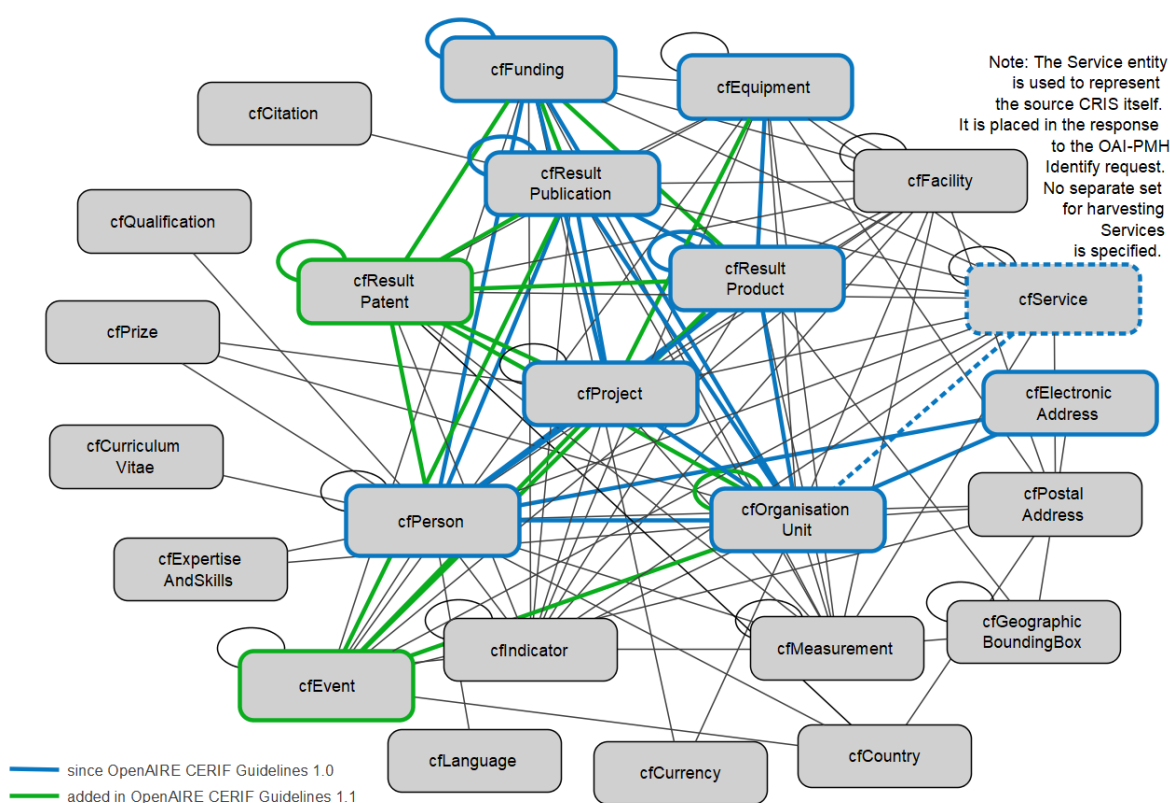 cfFunding
cfEquipment
Note: The Service entity
is used to represent
the source CRIS itself.
It is placed in the response
to the OAI-PMH
Identify request.
No separate set
for harvesting
Services
is specified.
cfCitation
cfResult
Publication
cfFacility
cfQualification
cfResult
Patent
cfResult
Product
cfService
cfPrize
cfProject
cfElectronic
Address
cfCurriculum
Vitae
cfPerson
cfOrganisation
Unit
cfPostal
Address
cfExpertise
AndSkills
cfIndicator
cfMeasurement
cfGeographic
BoundingBox
cfEvent
cfLanguage
cfCurrency
cfCountry
since OpenAIRE CERIF Guidelines 1.0
added in OpenAIRE CERIF Guidelines 1.1